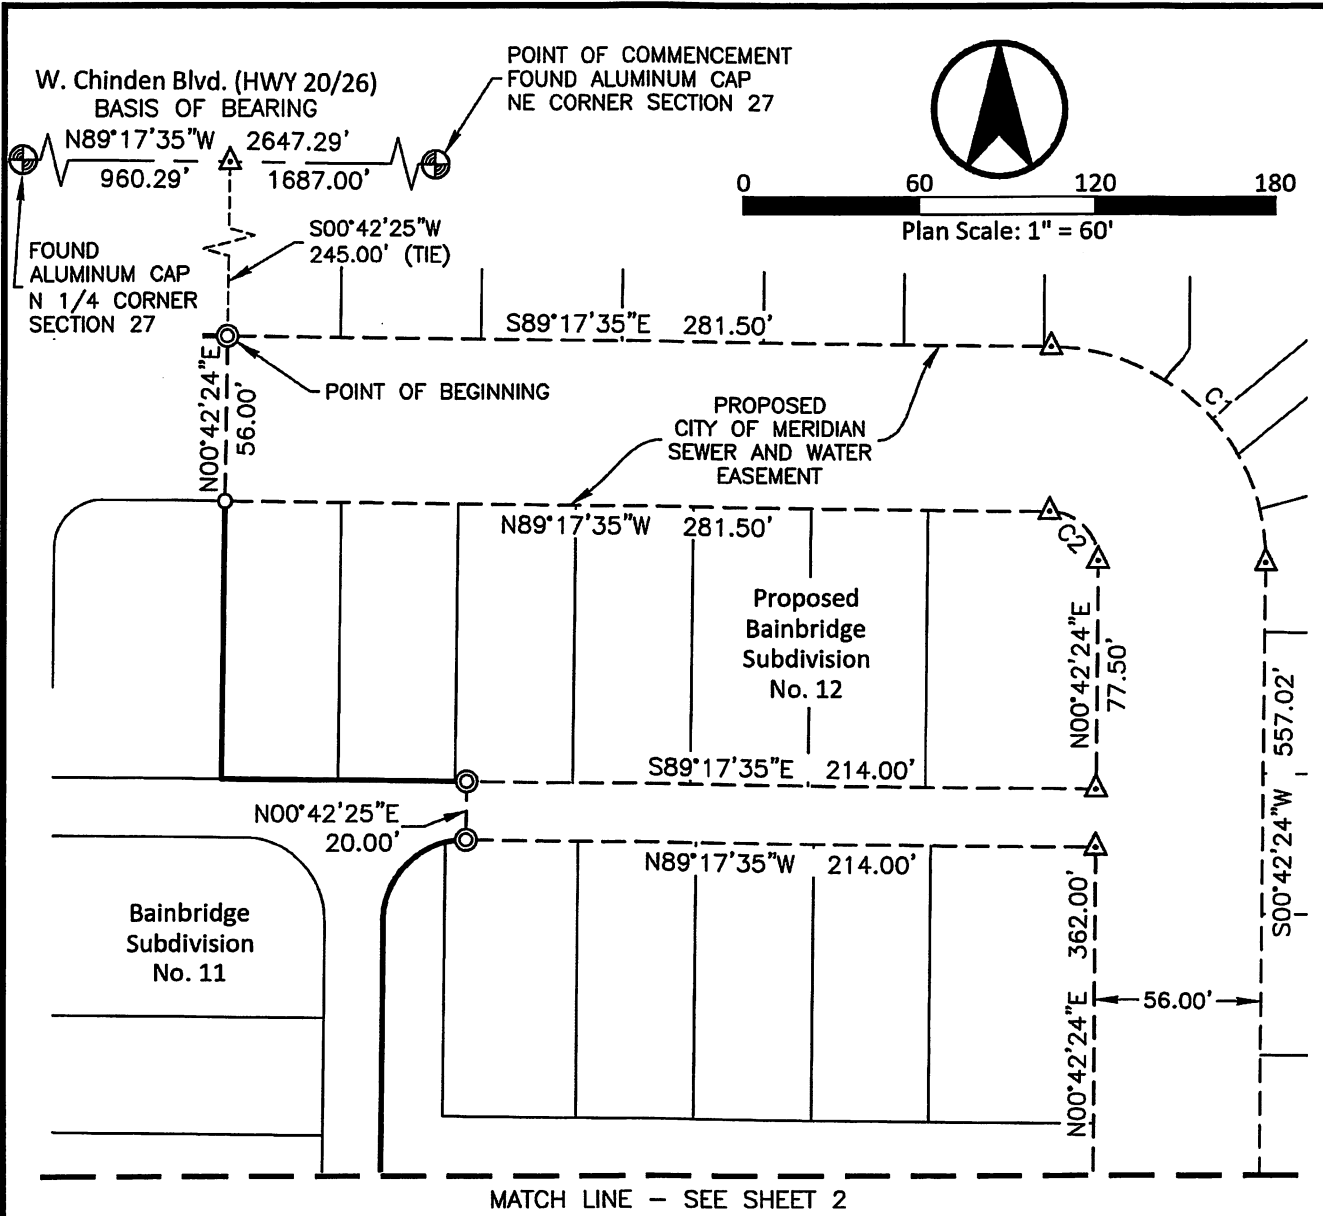 W. Chinden Blvd. (HWY 20/26)
BASIS OF BEARING
N89°17'35"W 2647.29'
960.29' 1687.00'
POINT OF COMMENCEMENT
FOUND ALUMINUM CAP
NE CORNER SECTION 27
0 60 120 180
Plan Scale: 1" = 60'
S00°42'25"W
245.00' (TIE)
FOUND
ALUMINUM CAP
N 1/4 CORNER
SECTION 27
S89°17'35"E 281.50'
N00°42'24"E
56.00'
POINT OF BEGINNING
PROPOSED
CITY OF MERIDIAN
SEWER AND WATER
EASEMENT
C1
N89°17'35"W 281.50'
C2
Proposed
Bainbridge
Subdivision
No. 12
N00°42'24"E
77.50'
S00°42'24"W 557.02'
S89°17'35"E 214.00'
N00°42'25"E
20.00'
N89°17'35"W 214.00'
Bainbridge
Subdivision
No. 11
N00°42'24"E 362.00'
56.00'
MATCH LINE - SEE SHEET 2